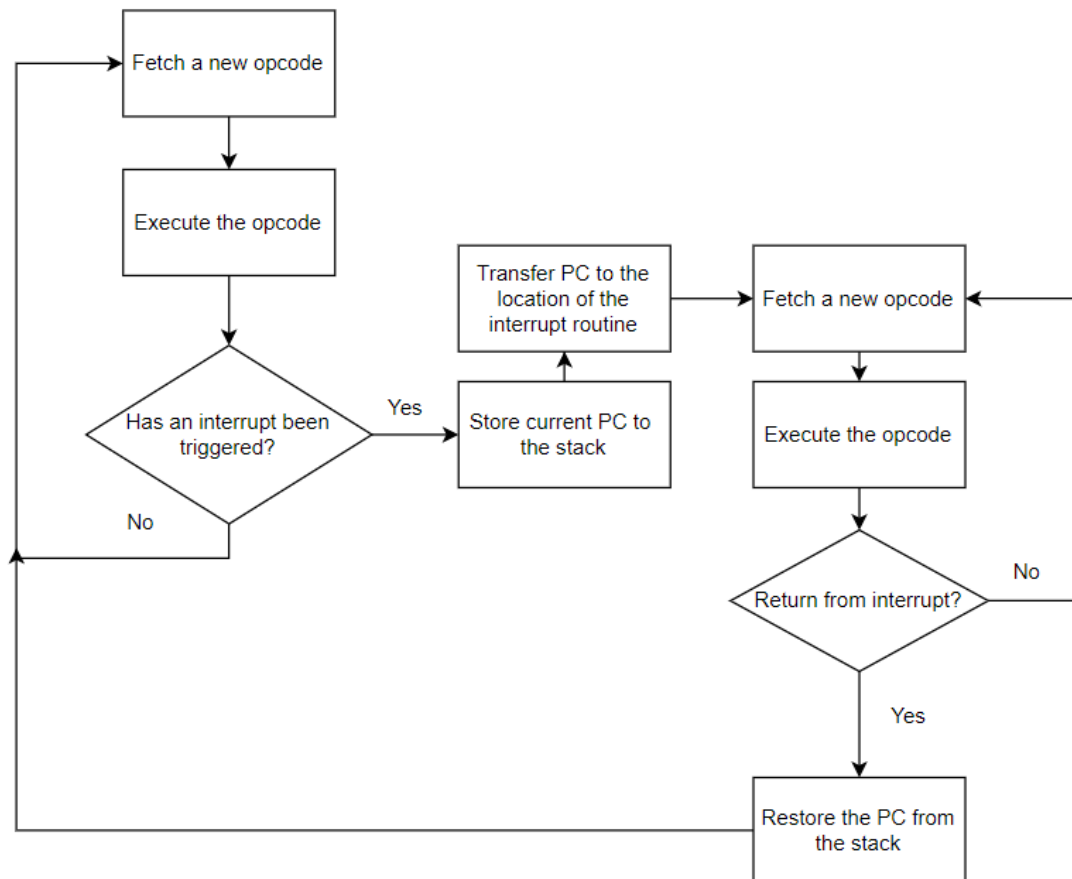 Fetch a new opcode
Execute the opcode
Has an interrupt been
triggered?
Yes
No
Store current PC to
the stack
Transfer PC to the
location of the
interrupt routine
Fetch a new opcode
Execute the opcode
Return from interrupt?
No
Yes
Restore the PC from
the stack